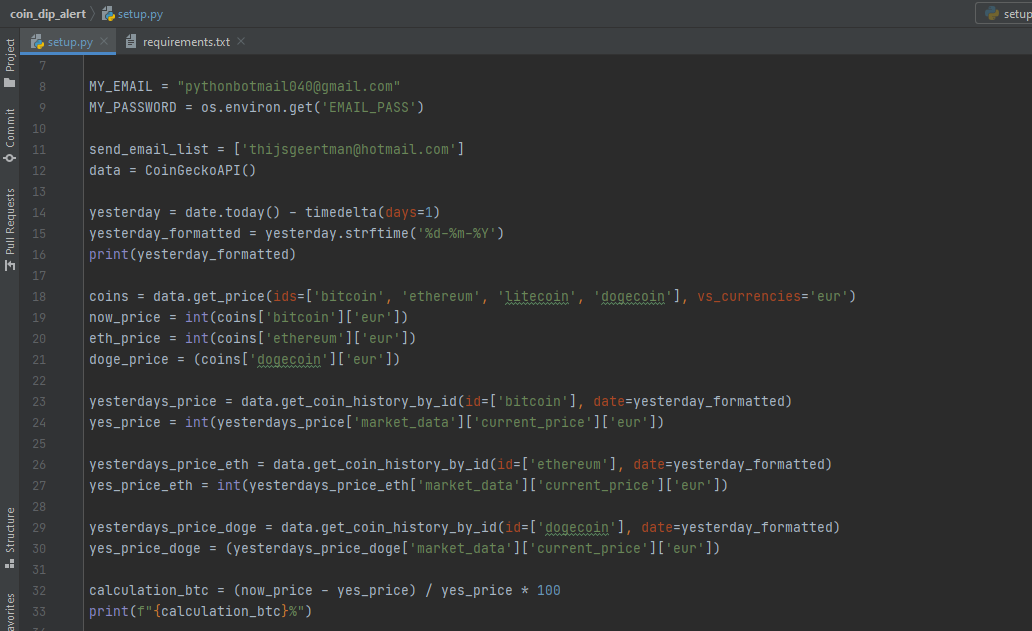 coin_dip_alert setup.py
setup
setup.py requirements.txt
Project
Commit
Pull Requests
Structure
7
8 MY_EMAIL = "pythonbotmail040@gmail.com"
9 MY_PASSWORD = os.environ.get('EMAIL_PASS')
10
11 send_email_list = ['thijsgeertman@hotmail.com']
12 data = CoinGeckoAPI()
13
14 yesterday = date.today() - timedelta(days=1)
15 yesterday_formatted = yesterday.strftime('%d-%m-%Y')
16 print(yesterday_formatted)
17
18 coins = data.get_price(ids=['bitcoin', 'ethereum', 'litecoin', 'dogecoin'], vs_currencies='eur')
19 now_price = int(coins['bitcoin']['eur'])
20 eth_price = int(coins['ethereum']['eur'])
21 doge_price = (coins['dogecoin']['eur'])
22
23 yesterdays_price = data.get_coin_history_by_id(id=['bitcoin'], date=yesterday_formatted)
24 yes_price = int(yesterdays_price['market_data']['current_price']['eur'])
25
26 yesterdays_price_eth = data.get_coin_history_by_id(id=['ethereum'], date=yesterday_formatted)
27 yes_price_eth = int(yesterdays_price_eth['market_data']['current_price']['eur'])
28
29 yesterdays_price_doge = data.get_coin_history_by_id(id=['dogecoin'], date=yesterday_formatted)
30 yes_price_doge = (yesterdays_price_doge['market_data']['current_price']['eur'])
31
32 calculation_btc = (now_price - yes_price) / yes_price * 100
33 print(f"{calculation_btc}%")